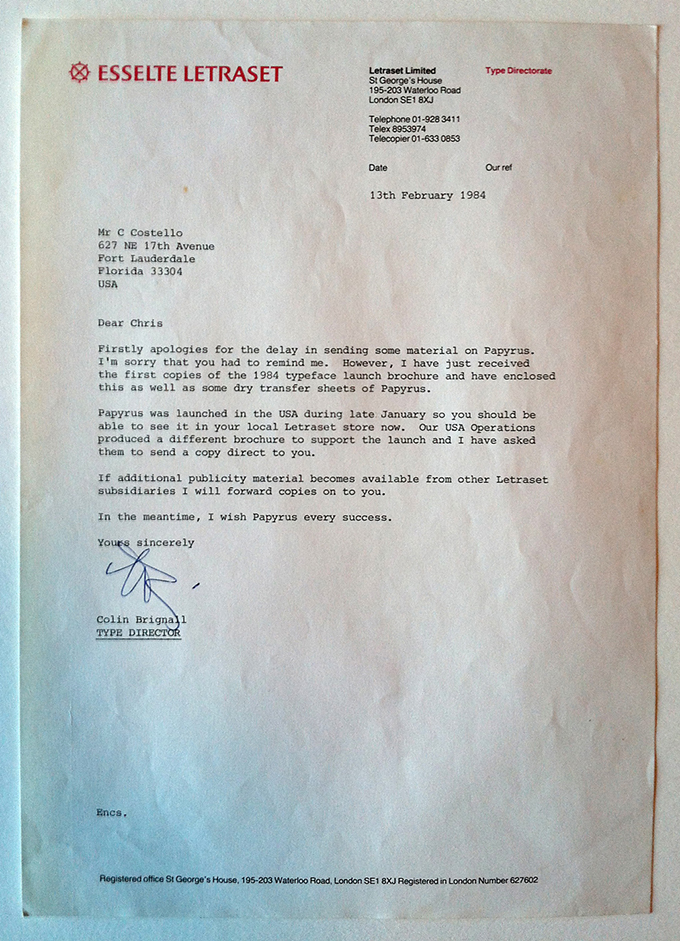 ESSELTE LETRASET
Letraset Limited
Type Directorate
St George's House
195-203 Waterloo Road
London SE1 8XJ
Telephone 01-928 3411
Telex 8953974
Telecopier 01-633 0853
Date
Our ref
13th February 1984
Mr C Costello
627 NE 17th Avenue
Fort Lauderdale
Florida 33304
USA
Dear Chris
Firstly apologies for the delay in sending some material on Papyrus.
I'm sorry that you had to remind me. However, I have just received
the first copies of the 1984 typeface launch brochure and have enclosed
this as well as some dry transfer sheets of Papyrus.
Papyrus was launched in the USA during late January so you should be
able to see it in your local Letraset store now. Our USA Operations
produced a different brochure to support the launch and I have asked
them to send a copy direct to you.
If additional publicity material becomes available from other Letraset
subsidiaries I will forward copies on to you.
In the meantime, I wish Papyrus every success.
Yours sincerely
Colin Brignall
TYPE DIRECTOR
Encs.
Registered office St George's House, 195-203 Waterloo Road, London SE1 8XJ Registered in London Number 627602